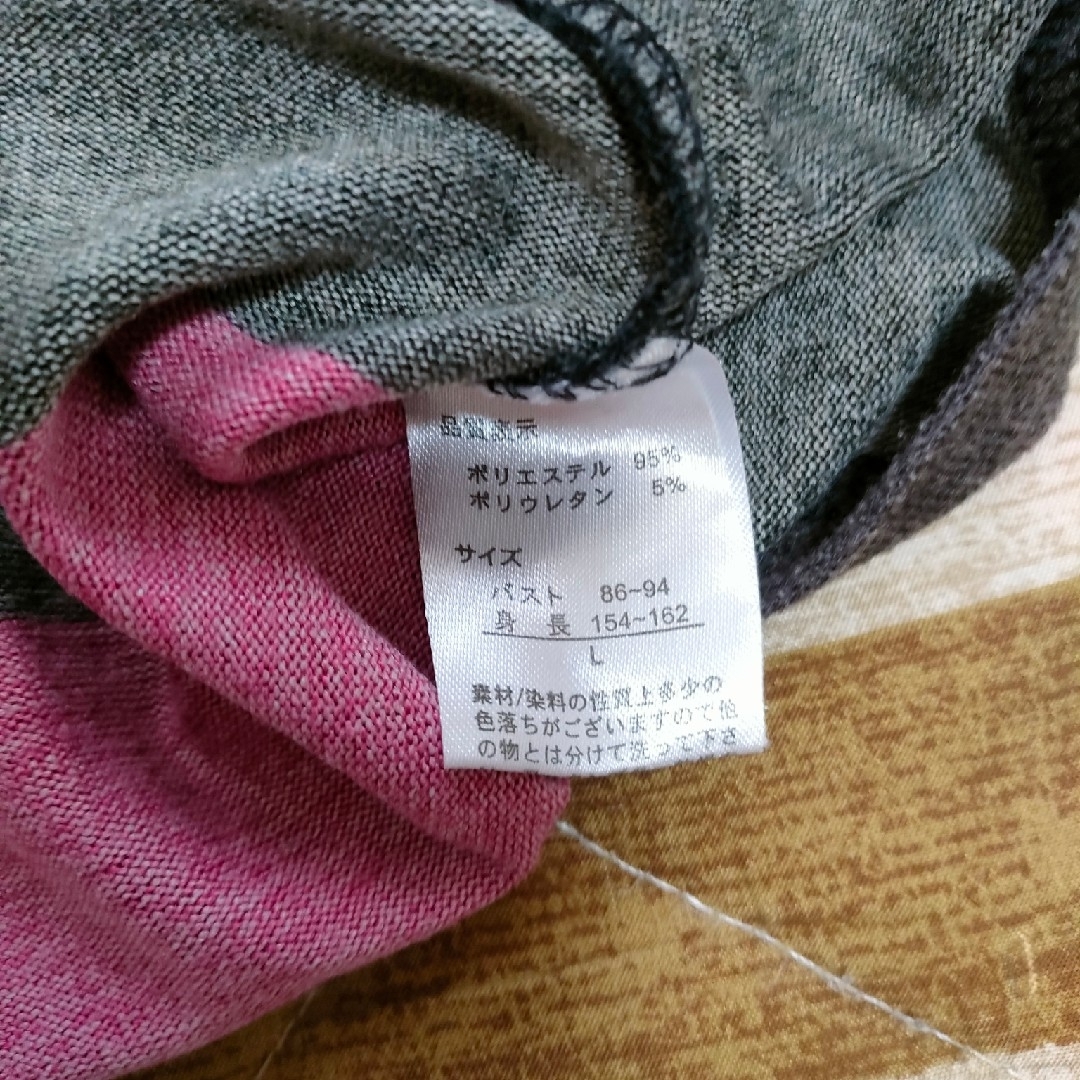 品質表示
ポリエステル 95%
ポリウレタン 5%
サイズ
バスト 86~94
身 長 154~162
L
素材/染料の性質上多少の
色落ちがございますので他
の物とは分けて洗って下さ